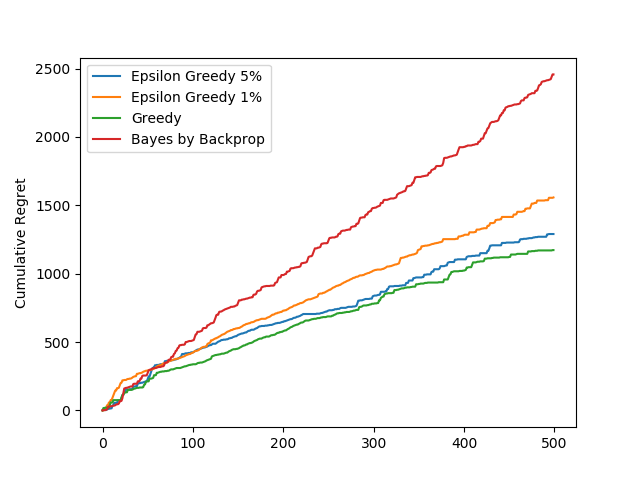 2500
2000
1500
1000
500
0
Cumulative Regret
Epsilon Greedy 5%
Epsilon Greedy 1%
Greedy
Bayes by Backprop
0 100 200 300 400 500